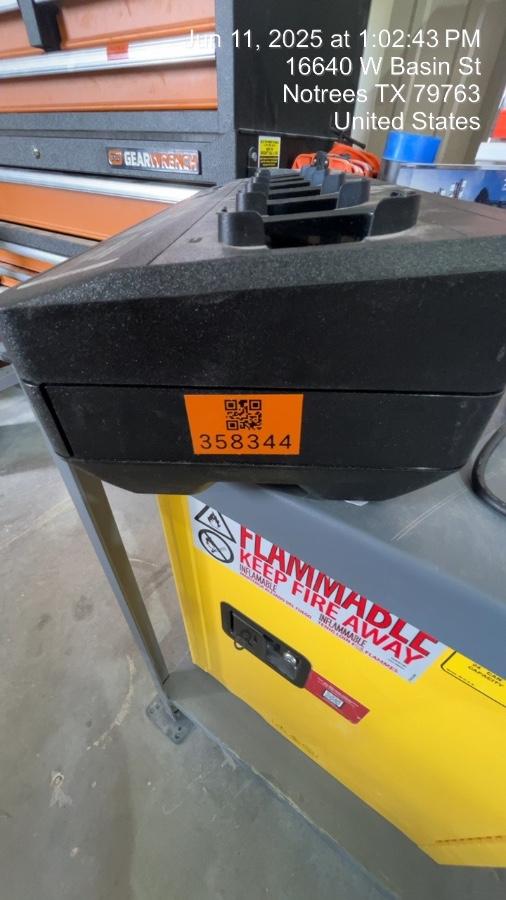 Jun 11, 2025 at 1:02:43 PM
16640 W Basin St
Notrees TX 79763
United States
GEARWRENCH
358344
FLAMMABLE
KEEP FIRE AWAY
INFLAMABLE
INFLAMMABLE
CAPACITY